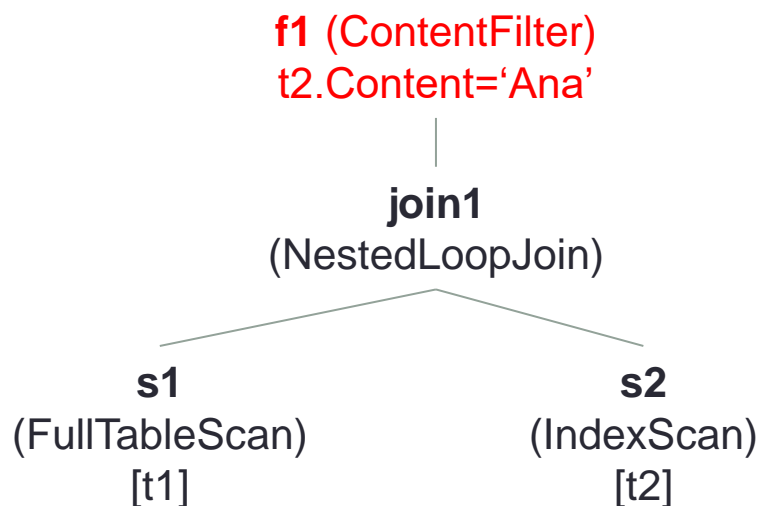 f1 (ContentFilter)
t2.Content=‘Ana’
join1
(NestedLoopJoin)
s1
(FullTableScan)
[t1]
s2
(IndexScan)
[t2]